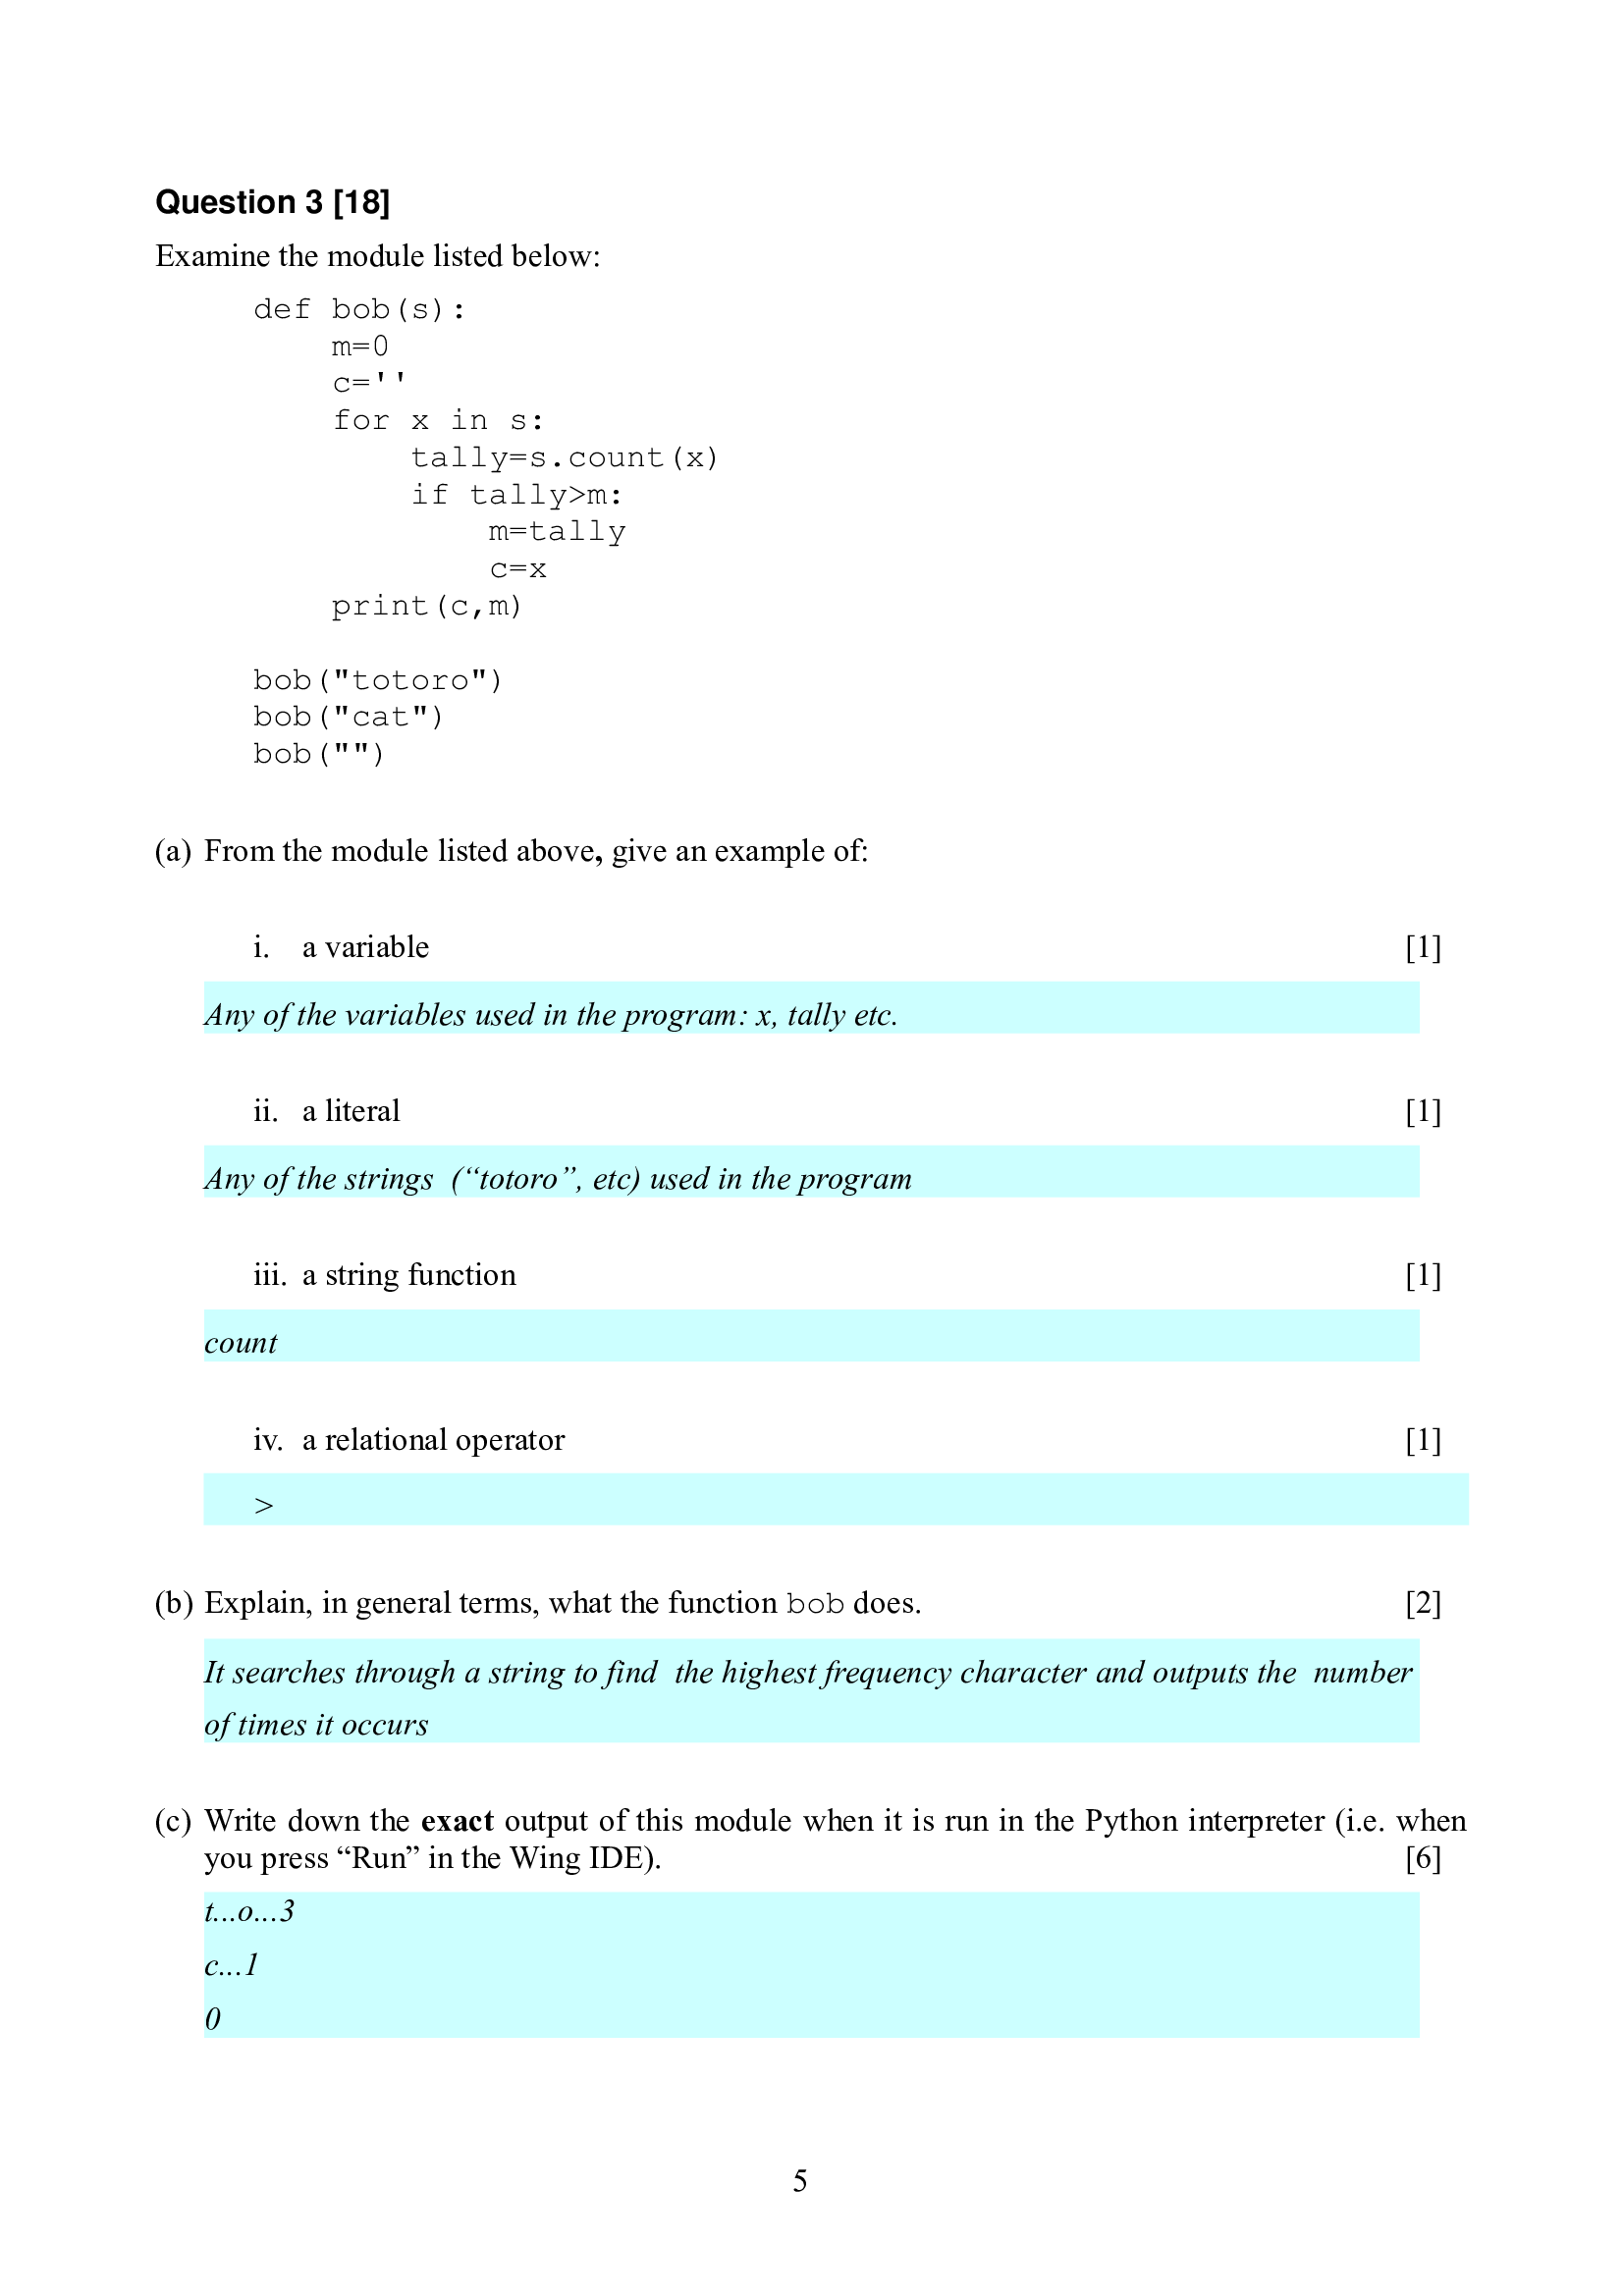 Question 3 [18]
Examine the module listed below:
def bob(s):
    m=0
    c=''
    for x in s:
        tally=s.count(x)
        if tally>m:
            m=tally
            c=x
    print(c,m)
bob("totoro")
bob("cat")
bob("")
(a) From the module listed above, give an example of:
i. a variable [1]
Any of the variables used in the program: x, tally etc.
ii. a literal [1]
Any of the strings  (“totoro”, etc) used in the program
iii. a string function [1]
count
iv. a relational operator [1]
>
(b) Explain, in general terms, what the function bob does. [2]
It searches through a string to find  the highest frequency character and outputs the  number
of times it occurs
(c) Write down the exact output of this module when it is run in the Python interpreter (i.e. when
you press “Run” in the Wing IDE). [6]
t...o...3
c...1
0
5